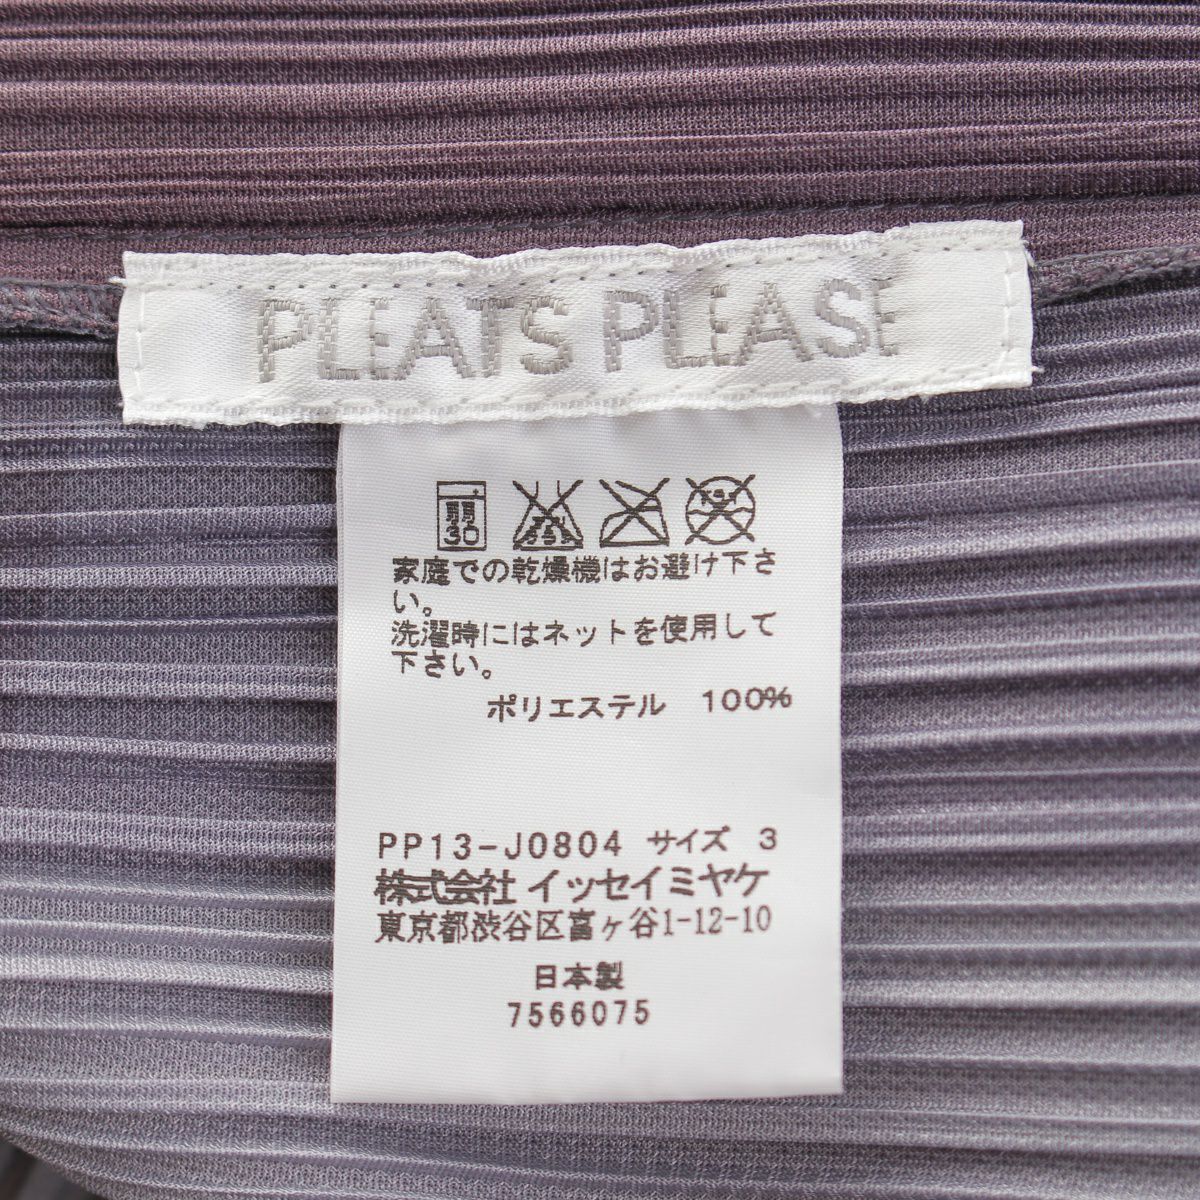 PLEATS PLEASE
弱
30
家庭での乾燥機はお避け下さ
い。
洗濯時にはネットを使用して
下さい。
ポリエステル 100%
PP13-J0804 サイズ 3
株式会社 イッセイミヤケ
東京都渋谷区富ヶ谷1-12-10
日本製
7566075